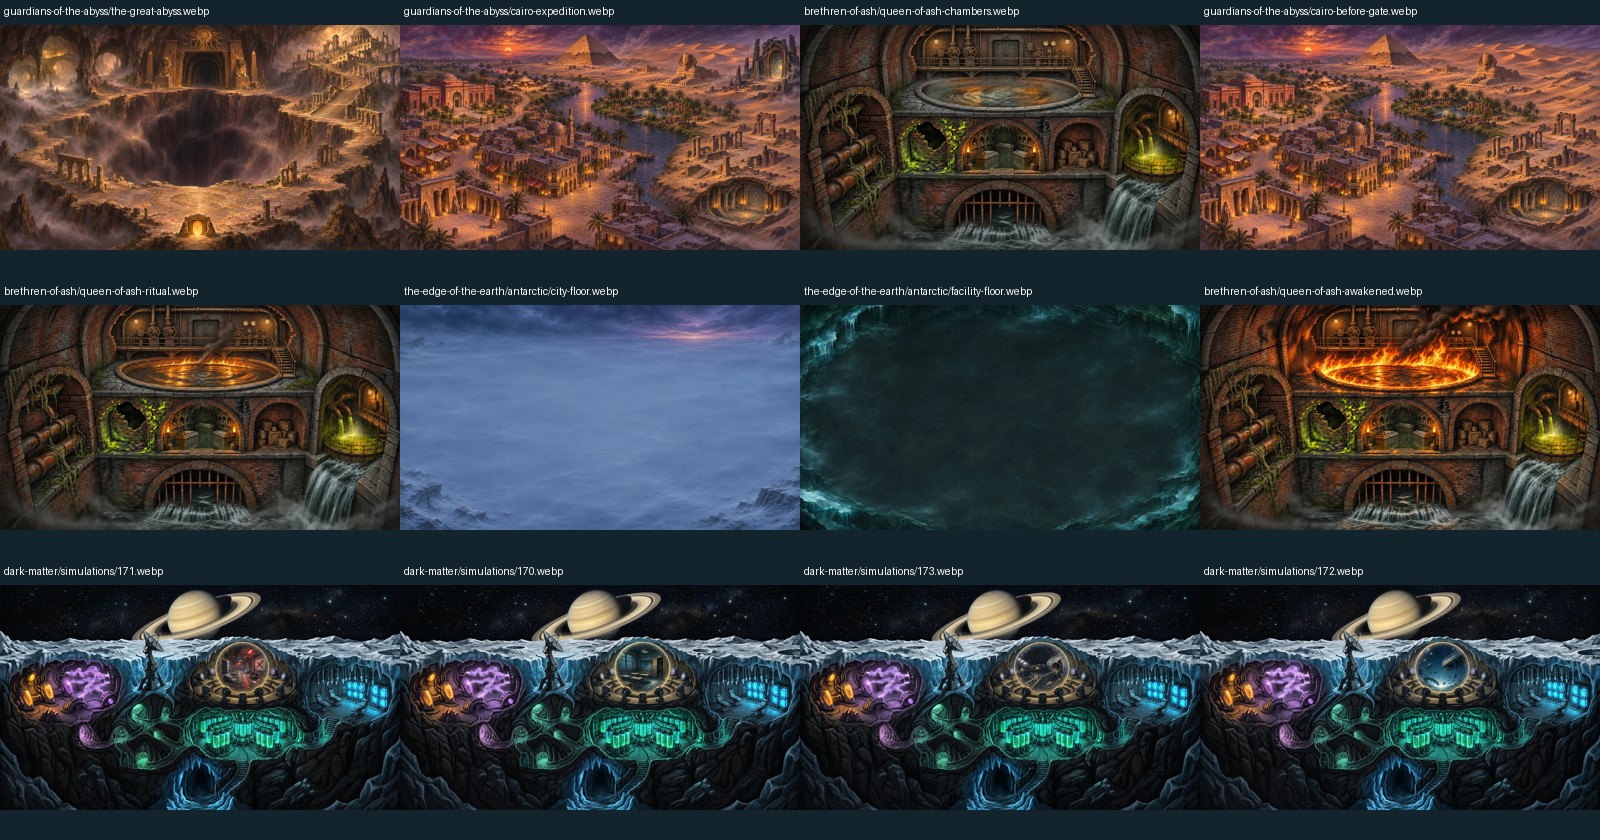 guardians-of-the-abyss/the-great-abyss.webp
guardians-of-the-abyss/cairo-expedition.webp
brethren-of-ash/queen-of-ash-chambers.webp
guardians-of-the-abyss/cairo-before-gate.webp
brethren-of-ash/queen-of-ash-ritual.webp
the-edge-of-the-earth/antarctic/city-floor.webp
the-edge-of-the-earth/antarctic/facility-floor.webp
brethren-of-ash/queen-of-ash-awakened.webp
dark-matter/simulations/171.webp
dark-matter/simulations/170.webp
dark-matter/simulations/173.webp
dark-matter/simulations/172.webp